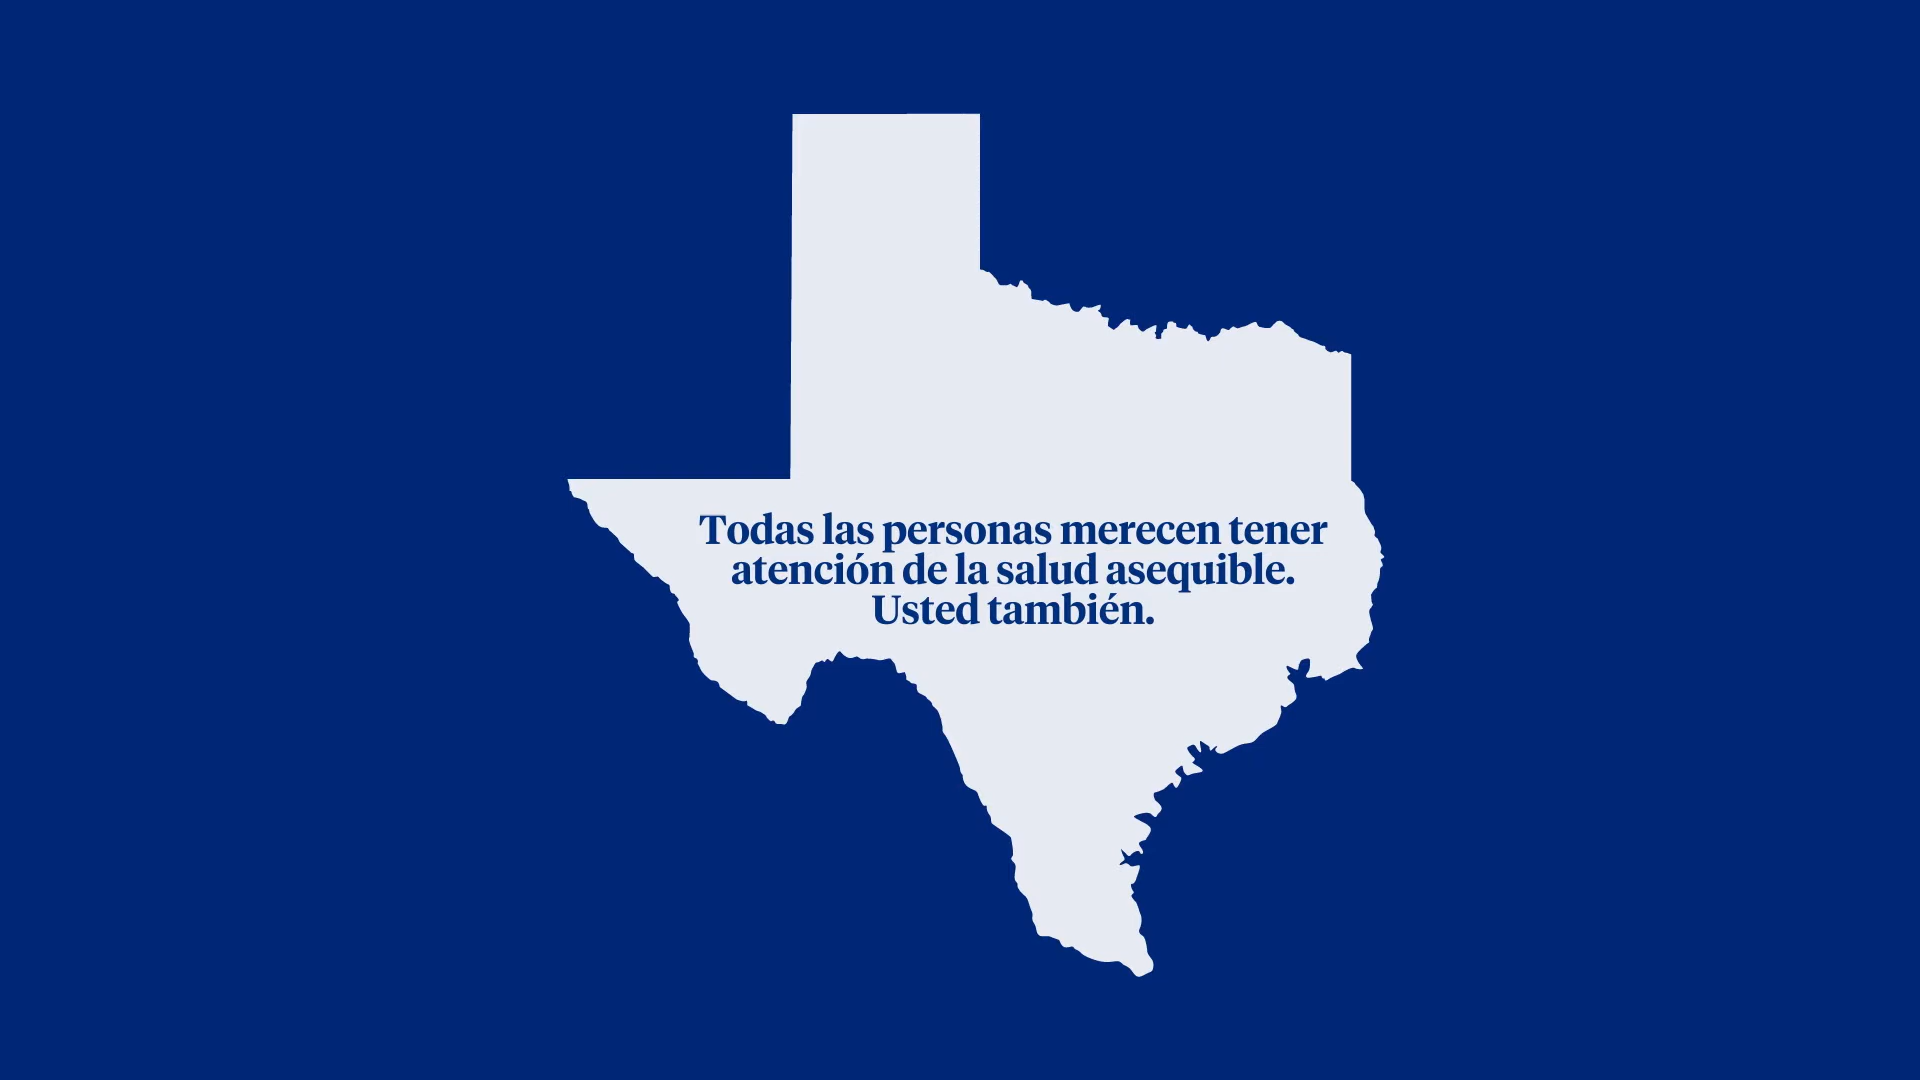 Todas las personas merecen tener
atención de la salud asequible.
Usted también.